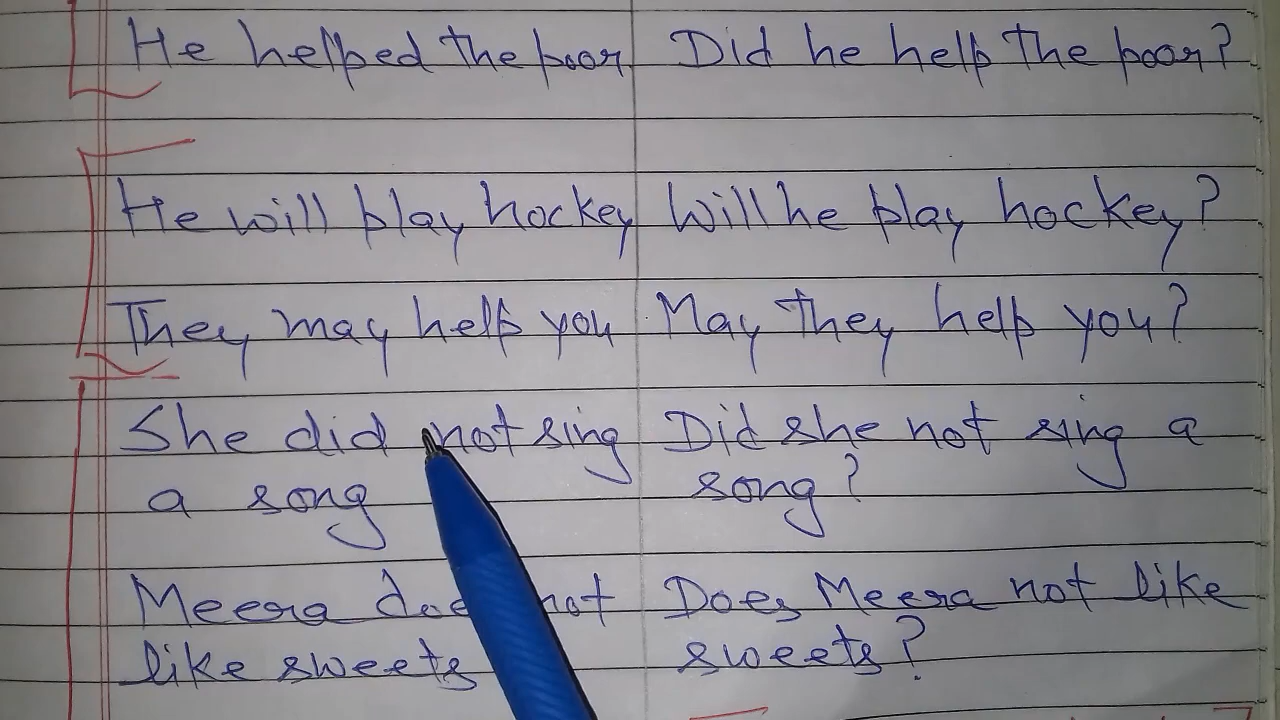 He helped the poor Did he help the poor?
He will play hockey Will he play hockey?
They may help you May they help you?
She did not sing Did she not sing a
a song song?
Meera not Does Meera not like
like sweets sweets?